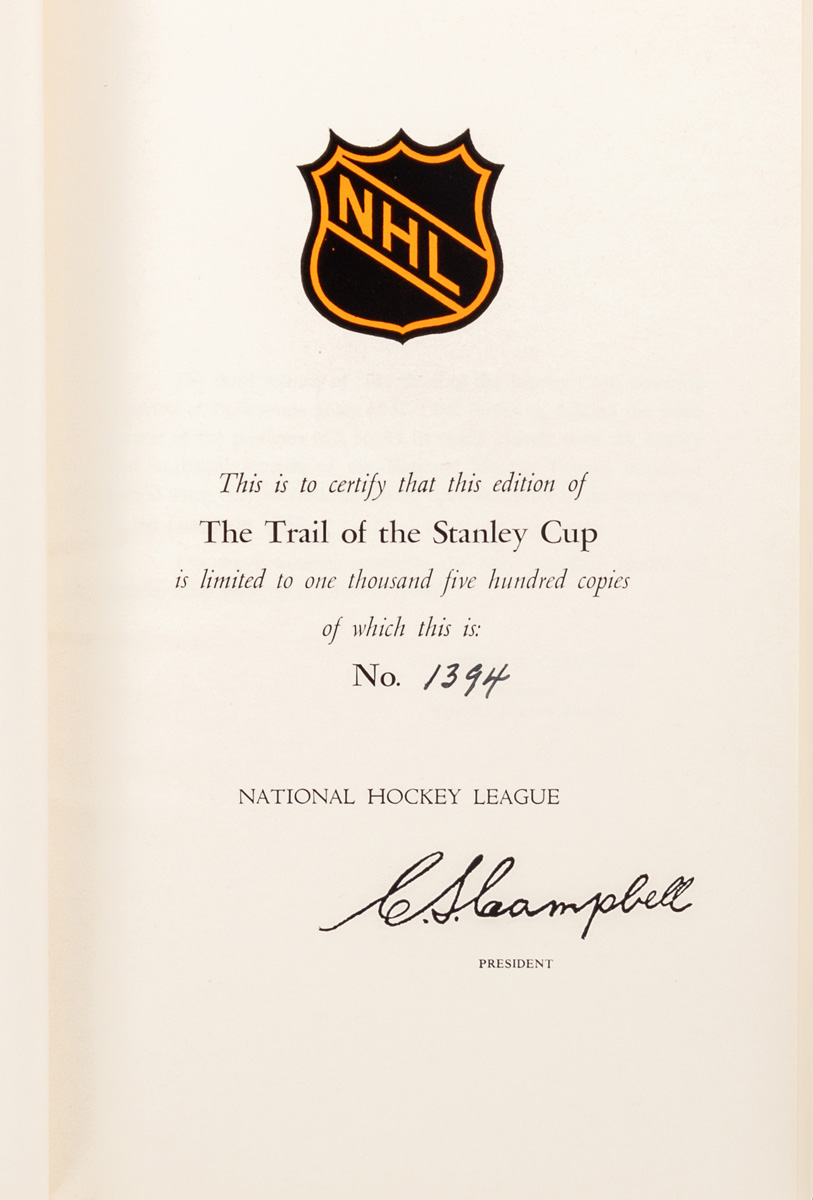 NHL
This is to certify that this edition of
The Trail of the Stanley Cup
is limited to one thousand five hundred copies
of which this is:
No. 1394
NATIONAL HOCKEY LEAGUE
C.S. Campbell
PRESIDENT